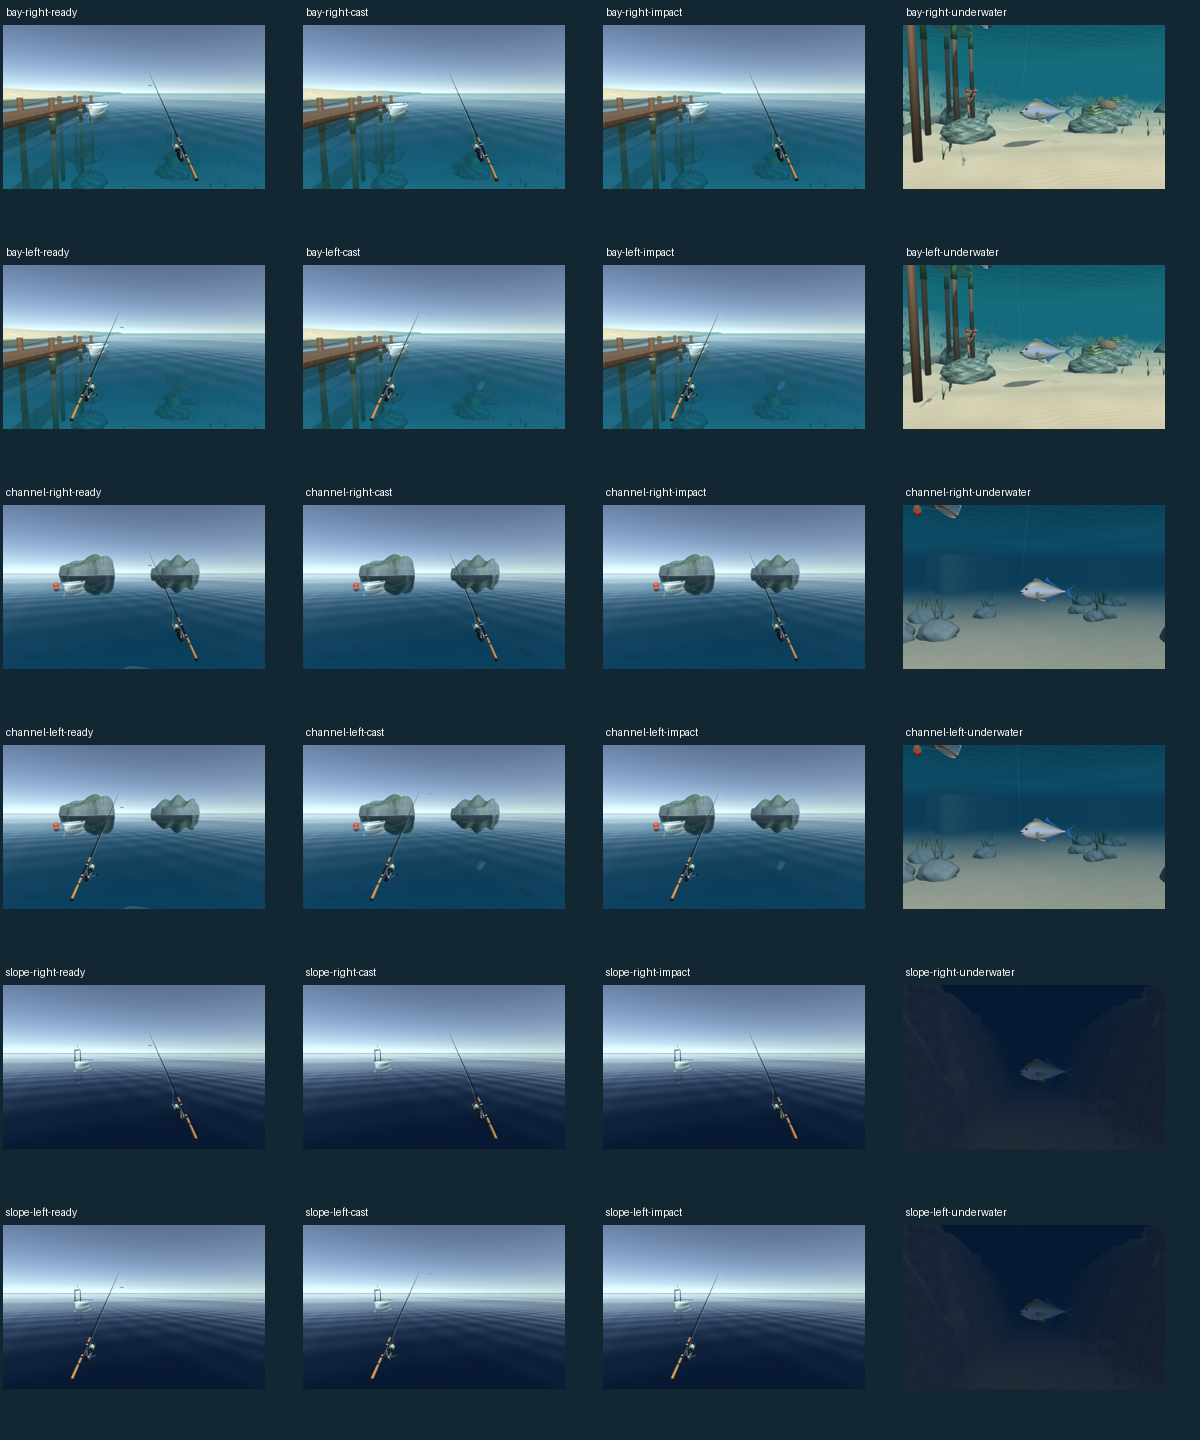 bay-right-ready
bay-right-cast
bay-right-impact
bay-right-underwater
bay-left-ready
bay-left-cast
bay-left-impact
bay-left-underwater
channel-right-ready
channel-right-cast
channel-right-impact
channel-right-underwater
channel-left-ready
channel-left-cast
channel-left-impact
channel-left-underwater
slope-right-ready
slope-right-cast
slope-right-impact
slope-right-underwater
slope-left-ready
slope-left-cast
slope-left-impact
slope-left-underwater